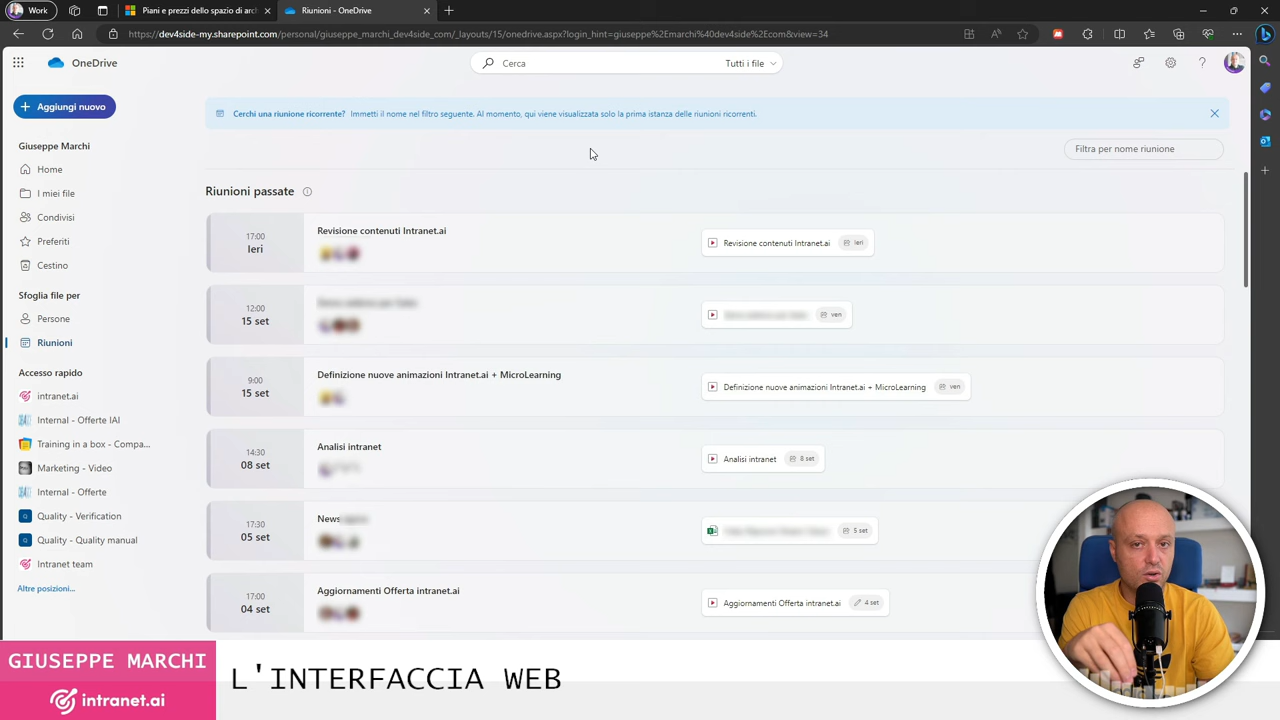 Work
Piani e prezzi dello spazio di arch
Riunioni - OneDrive
https://dev4side-my.sharepoint.com/personal/giuseppe_marchi_dev4side_com/_layouts/15/onedrive.aspx?login_hint=giuseppe%2Emarchi%40dev4side%2Ecom&view=34
OneDrive
Cerca
Tutti i file
Aggiungi nuovo
Cerchi una riunione ricorrente? Immetti il nome nel filtro seguente. Al momento, qui viene visualizzata solo la prima istanza delle riunioni ricorrenti.
Filtra per nome riunione
Giuseppe Marchi
Home
I miei file
Condivisi
Preferiti
Cestino
Sfoglia file per
Persone
Riunioni
Accesso rapido
intranet.ai
Internal - Offerte IAI
Training in a box - Compa...
Marketing - Video
Internal - Offerte
Quality - Verification
Quality - Quality manual
Intranet team
Altre posizioni...
Riunioni passate
17:00
Ieri
Revisione contenuti Intranet.ai
Revisione contenuti Intranet.ai
Ieri
12:00
15 set
ven
9:00
15 set
Definizione nuove animazioni Intranet.ai + MicroLearning
Definizione nuove animazioni Intranet.ai + MicroLearning
ven
14:30
08 set
Analisi intranet
Analisi intranet
8 set
17:30
05 set
News
5 set
17:00
04 set
Aggiornamenti Offerta intranet.ai
Aggiornamenti Offerta intranet.ai
4 set
GIUSEPPE MARCHI
intranet.ai
L'INTERFACCIA WEB